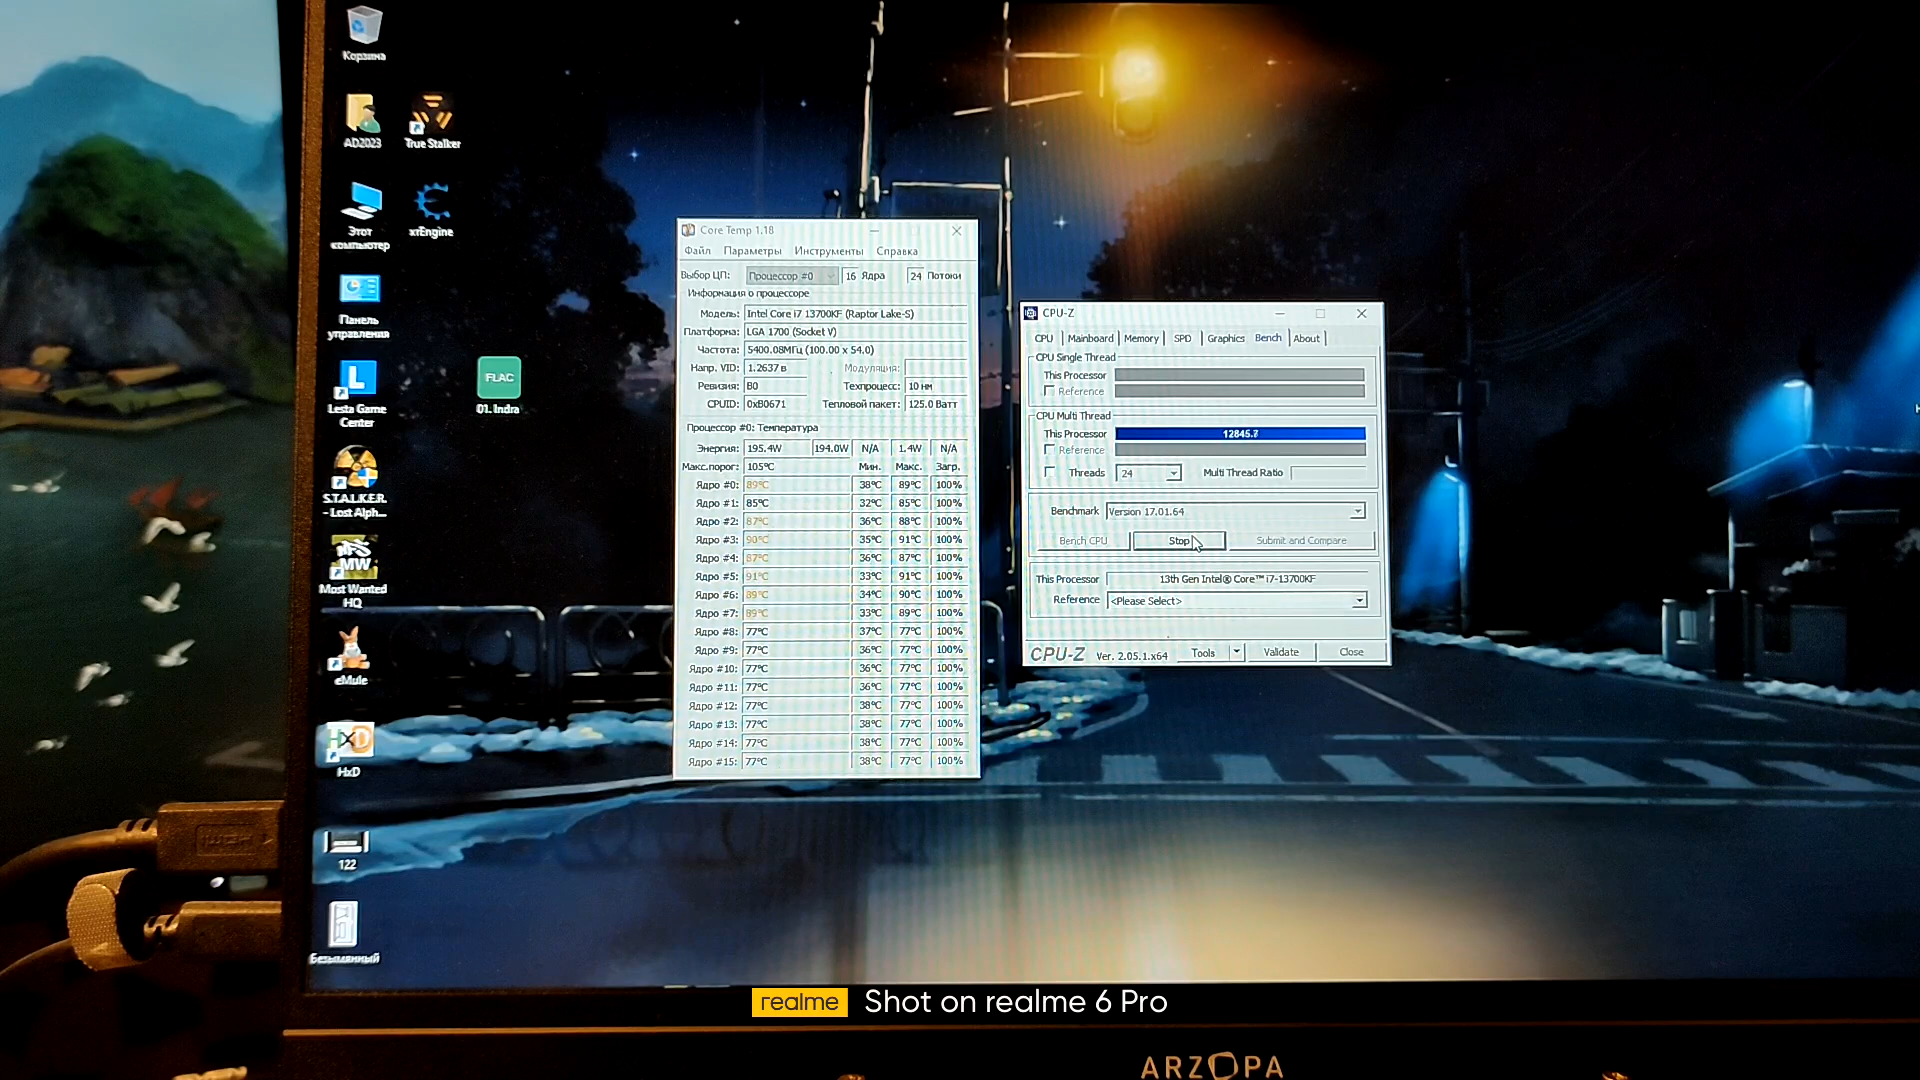 Корзина
AD2023
True Stalker
Этот компьютер
xrEngine
Панель управления
Lesta Game Center
FLAC
01. Indra
S.T.A.L.K.E.R. - Lost Alph...
MW
Most Wanted HQ
eMule
HxD
HxD
122
Безымянный
Core Temp 1.18
Файл Параметры Инструменты Справка
Выбор ЦП: Процессор #0 16 Ядра 24 Потоки
Информация о процессоре
Модель: Intel Core i7 13700KF (Raptor Lake-S)
Платформа: LGA 1700 (Socket V)
Частота: 5400.08МГц (100.00 x 54.0)
Напр. VID: 1.2637 в Модуляция:
Ревизия: B0 Техпроцесс: 10 нм
CPUID: 0xB0671 Тепловой пакет: 125.0 Ватт
Процессор #0: Температура
Энергия: 195.4W 194.0W N/A 1.4W N/A
Макс.порог: 105°C Мин. Макс. Загр.
Ядро #0: 89°C 38°C 89°C 100%
Ядро #1: 85°C 32°C 85°C 100%
Ядро #2: 87°C 36°C 88°C 100%
Ядро #3: 90°C 35°C 91°C 100%
Ядро #4: 87°C 36°C 87°C 100%
Ядро #5: 91°C 33°C 91°C 100%
Ядро #6: 89°C 34°C 90°C 100%
Ядро #7: 89°C 33°C 89°C 100%
Ядро #8: 77°C 37°C 77°C 100%
Ядро #9: 77°C 36°C 77°C 100%
Ядро #10: 77°C 36°C 77°C 100%
Ядро #11: 77°C 36°C 77°C 100%
Ядро #12: 77°C 38°C 77°C 100%
Ядро #13: 77°C 38°C 77°C 100%
Ядро #14: 77°C 38°C 77°C 100%
Ядро #15: 77°C 38°C 77°C 100%
CPU-Z
CPU Mainboard Memory SPD Graphics Bench About
CPU Single Thread
This Processor
Reference
CPU Multi Thread
This Processor 12845.7
Reference
Threads 24 Multi Thread Ratio
Benchmark Version 17.01.64
Bench CPU Stop Submit and Compare
This Processor 13th Gen Intel® Core™ i7-13700KF
Reference <Please Select>
CPU-Z Ver. 2.05.1.x64 Tools Validate Close
realme Shot on realme 6 Pro
ARZOPA